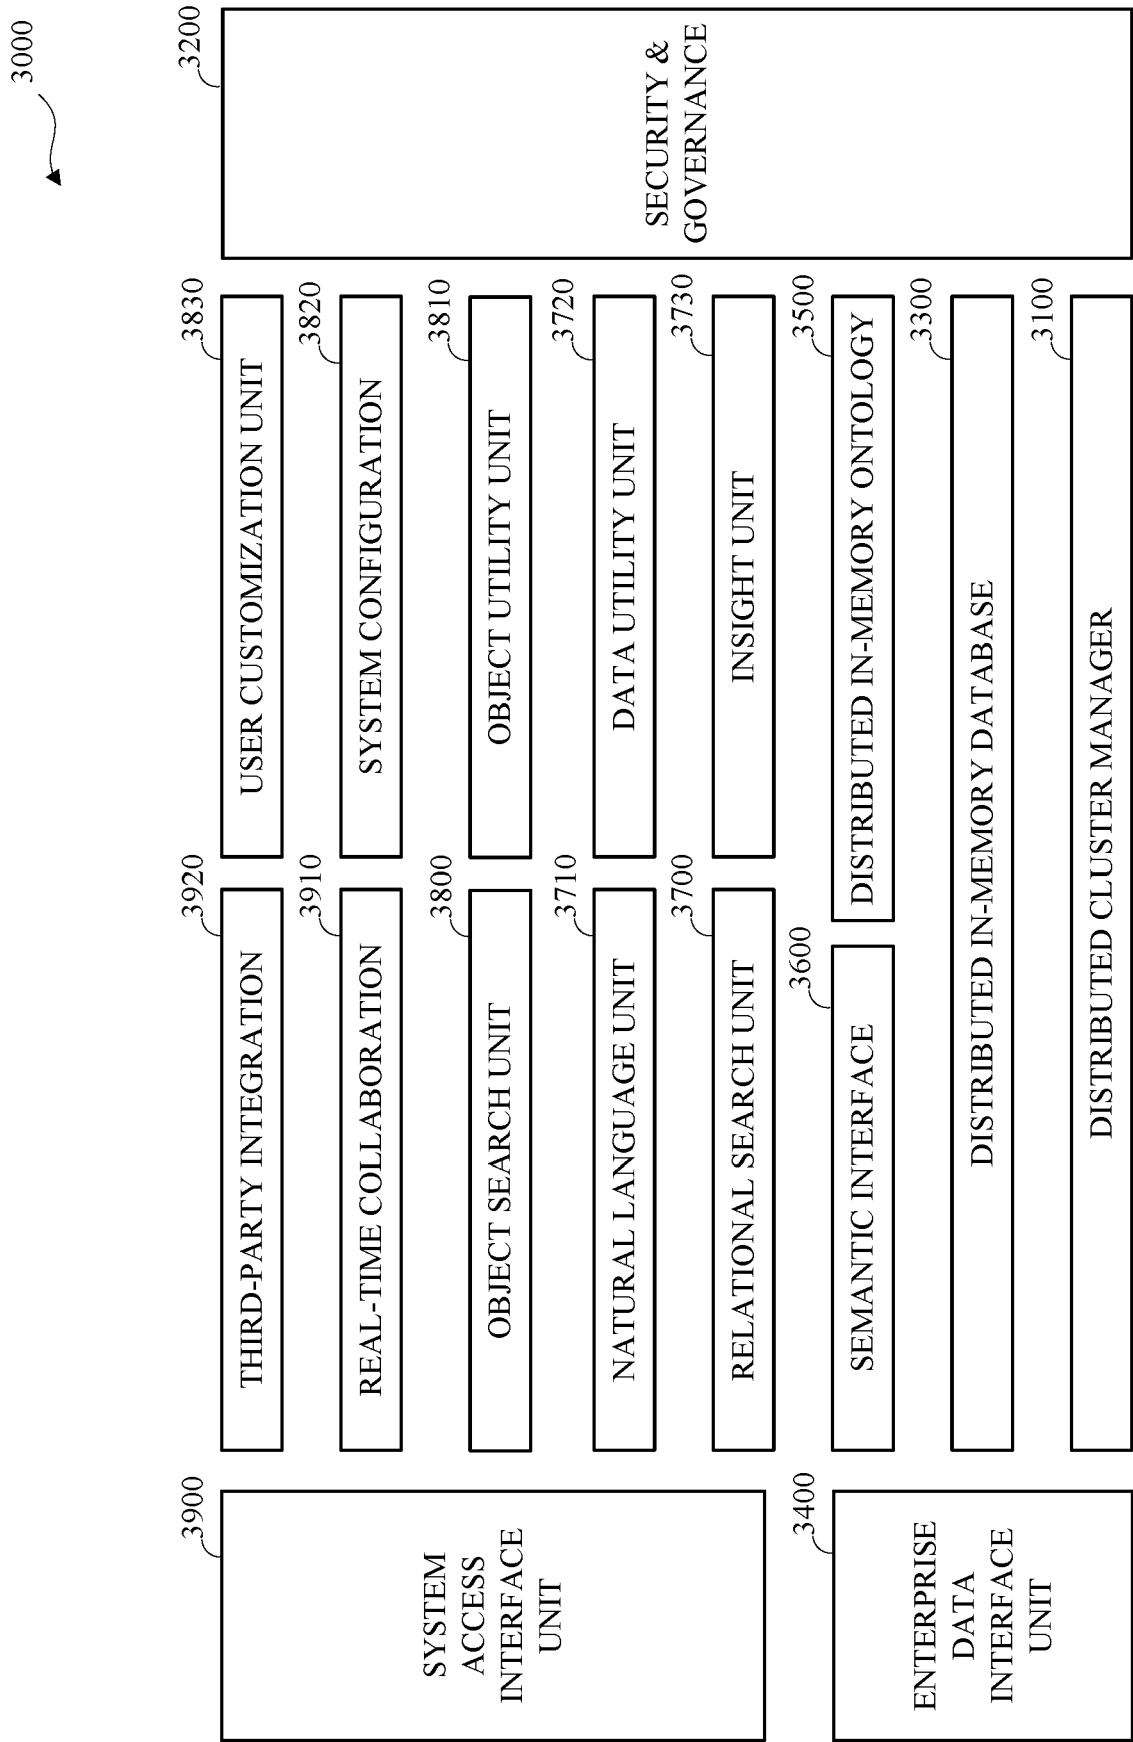 3000
3900
SYSTEM
ACCESS
INTERFACE
UNIT
3400
ENTERPRISE
DATA
INTERFACE
UNIT
3920
THIRD-PARTY INTEGRATION
3830
USER CUSTOMIZATION UNIT
3910
REAL-TIME COLLABORATION
3820
SYSTEM CONFIGURATION
3800
OBJECT SEARCH UNIT
3810
OBJECT UTILITY UNIT
3710
NATURAL LANGUAGE UNIT
3720
DATA UTILITY UNIT
3700
RELATIONAL SEARCH UNIT
3730
INSIGHT UNIT
3600
SEMANTIC INTERFACE
3500
DISTRIBUTED IN-MEMORY ONTOLOGY
3300
DISTRIBUTED IN-MEMORY DATABASE
3100
DISTRIBUTED CLUSTER MANAGER
3200
SECURITY &
GOVERNANCE